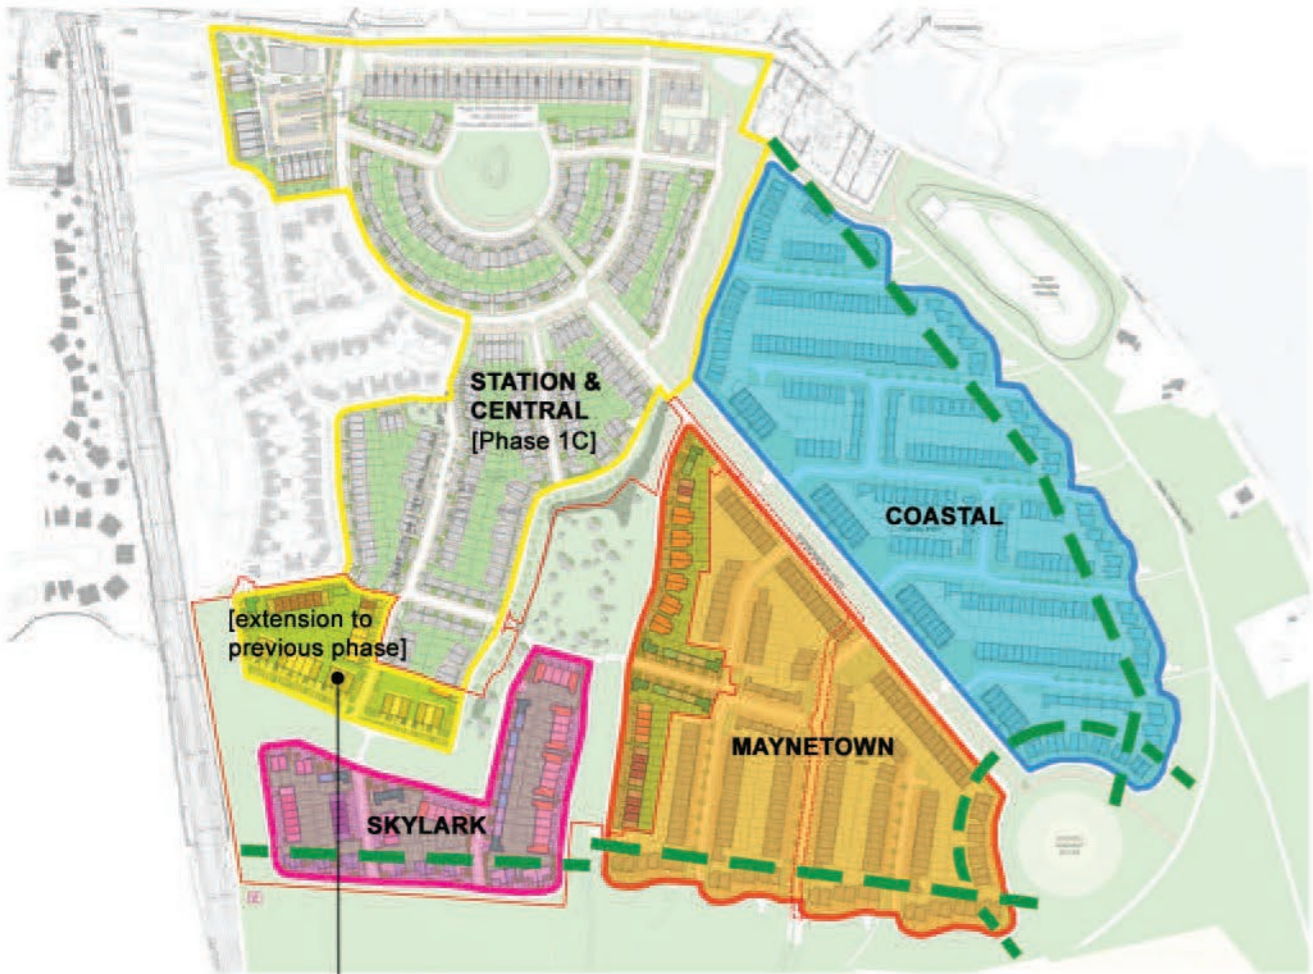 STATION &
CENTRAL
[Phase 1C]
COASTAL
[extension to
previous phase]
MAYNETOWN
SKYLARK